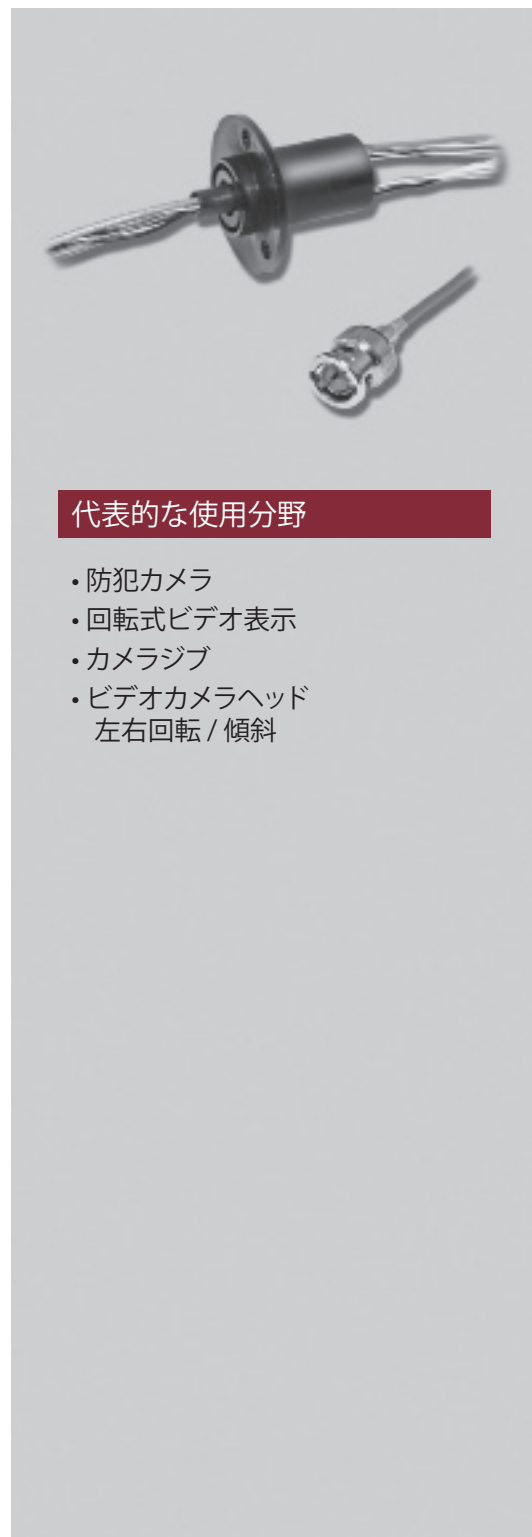 代表的な使用分野
• 防犯カメラ
• 回転式ビデオ表示
• カメラジブ
• ビデオカメラヘッド
左右回転 / 傾斜